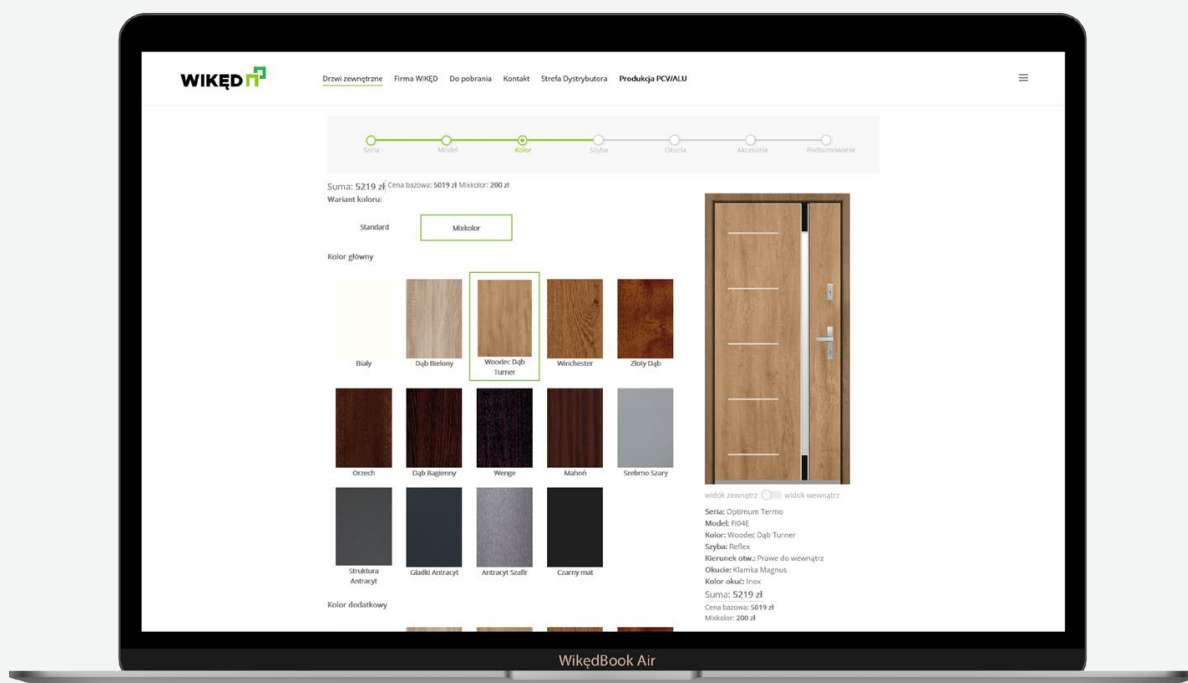 WIKĘD
Drzwi zewnętrzne Firma WIKĘD Do pobrania Kontakt Strefa Dystrybutora Produkcja PCV/ALU
Seria Model Kolor Szyba Okucia Akcesoria Podsumowanie
Suma: 5219 zł Cena bazowa: 5019 zł Mixkolor: 200 zł
Wariant koloru:
Standard Mixkolor
Kolor główny
Biały Dąb Bielony Woodec Dąb Turner Winchester Złoty Dąb
Orzech Dąb Bagienny Wenge Mahoń Srebrno Szary
Struktura Antracyt Gładki Antracyt Antracyt Szafir Czarny mat
Kolor dodatkowy
widok zewnątrz widok wewnątrz
Seria: Optimum Termo
Model: FI04E
Kolor: Woodec Dąb Turner
Szyba: Reflex
Kierunek otw.: Prawe do wewnątrz
Okucie: Klamka Magnus
Kolor okuć: Inox
Suma: 5219 zł
Cena bazowa: 5019 zł
Mixkolor: 200 zł
WikędBook Air